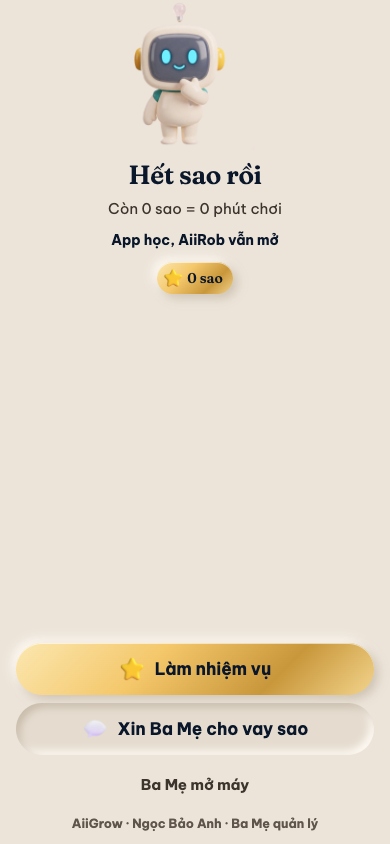 Hết sao rồi
Còn 0 sao = 0 phút chơi
App học, AiiRob vẫn mở
0 sao
Làm nhiệm vụ
Xin Ba Mẹ cho vay sao
Ba Mẹ mở máy
AiiGrow · Ngọc Bảo Anh · Ba Mẹ quản lý